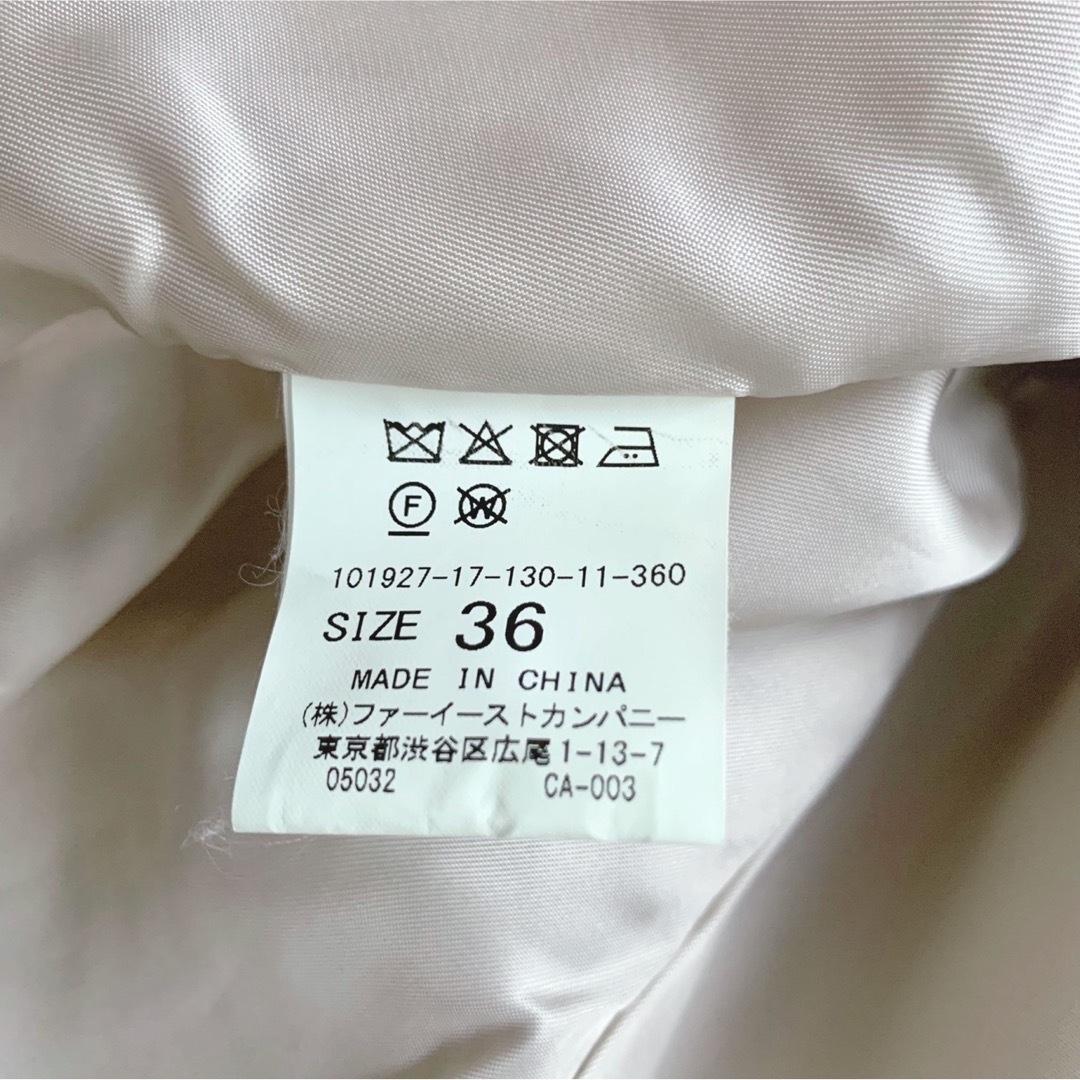 F W
101927-17-130-11-360
SIZE 36
MADE IN CHINA
(株)ファーイーストカンパニー
東京都渋谷区広尾1-13-7
05032 CA-003